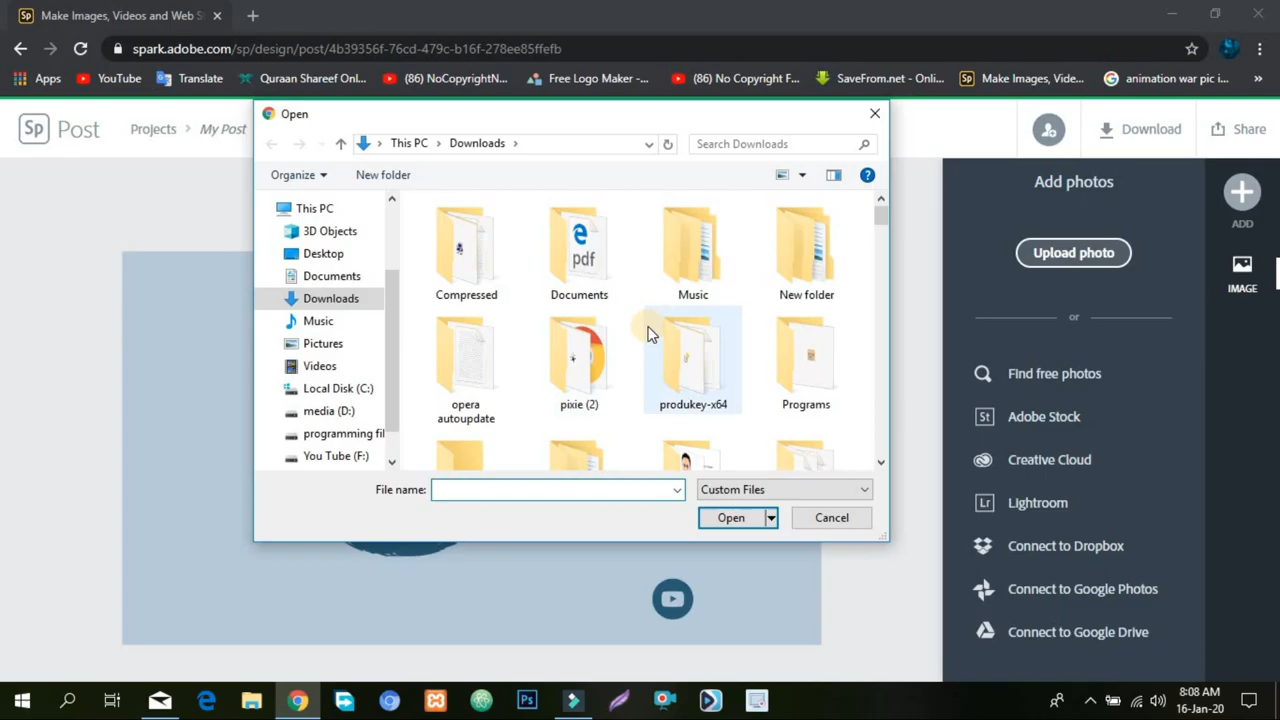 Sp Make Images, Videos and Web S
spark.adobe.com/sp/design/post/4b39356f-76cd-479c-b16f-278ee85ffefb
Apps YouTube Translate Quraan Shareef Onl... (86) NoCopyrightN... Free Logo Maker -... (86) No Copyright F... SaveFrom.net - Onli... Sp Make Images, Vide... animation war pic i... »
Sp Post Projects My Post Download Share
Open
This PC Downloads Search Downloads
Organize New folder
This PC
3D Objects
Desktop
Documents
Downloads
Music
Pictures
Videos
Local Disk (C:)
media (D:)
programming fil
You Tube (F:)
pdf
Compressed Documents Music New folder
opera autoupdate pixie (2) produkey-x64 Programs
File name: Custom Files
Open Cancel
Add photos
Upload photo
or
Find free photos
St Adobe Stock
Creative Cloud
Lr Lightroom
Connect to Dropbox
Connect to Google Photos
Connect to Google Drive
ADD
IMAGE
Ps
8:08 AM
16-Jan-20